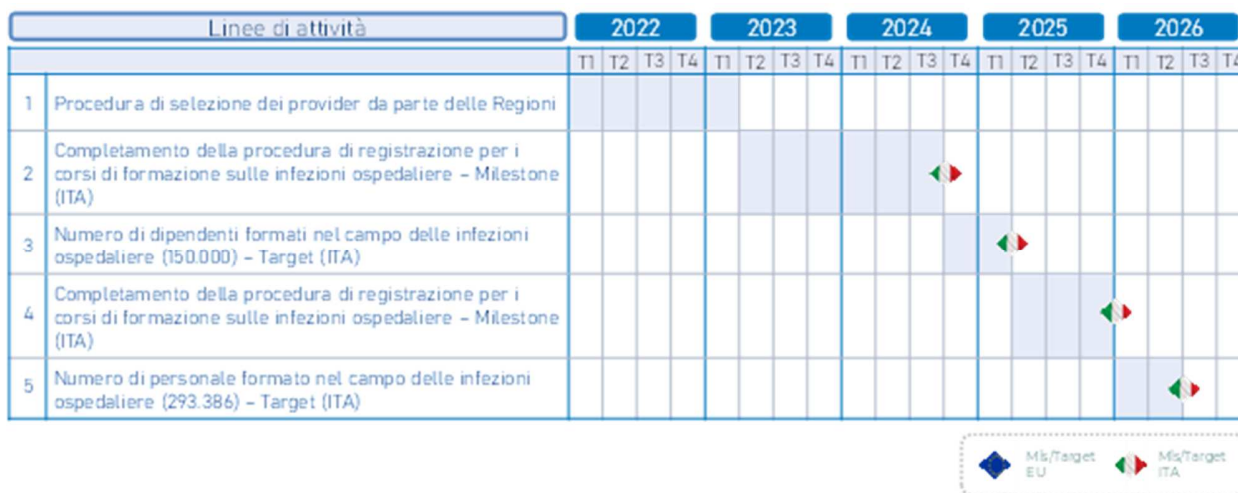 Linee di attività 2022 2023 2024 2025 2026
T1 T2 T3 T4 T1 T2 T3 T4 T1 T2 T3 T4 T1 T2 T3 T4 T1 T2 T3 T4
1 Procedura di selezione dei provider da parte delle Regioni
Completamento della procedura di registrazione per i
2 corsi di formazione sulle infezioni ospedaliere – Milestone
(ITA)
3 Numero di dipendenti formati nel campo delle infezioni
ospedaliere (150.000) – Target (ITA)
Completamento della procedura di registrazione per i
4 corsi di formazione sulle infezioni ospedaliere – Milestone
(ITA)
5 Numero di personale formato nel campo delle infezioni
ospedaliere (293.386) – Target (ITA)
Mls/Target Mls/Target
EU ITA